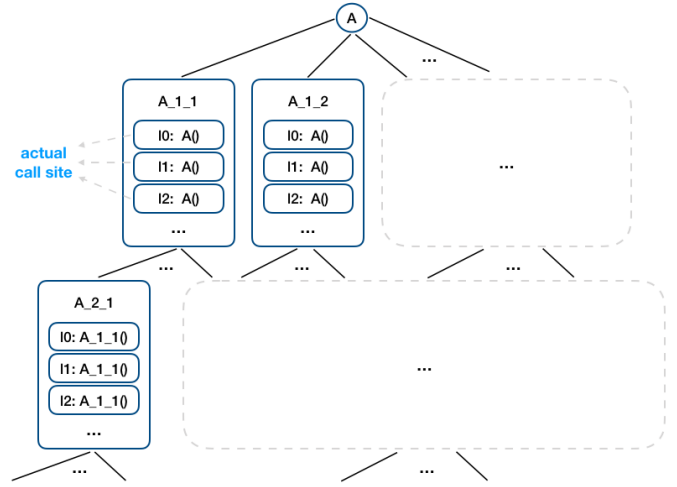 A
...
A_1_1
I0: A()
I1: A()
I2: A()
...
A_1_2
I0: A()
I1: A()
I2: A()
...
...
actual
call site
...
...
...
A_2_1
I0: A_1_1()
I1: A_1_1()
I2: A_1_1()
...
...
...
...